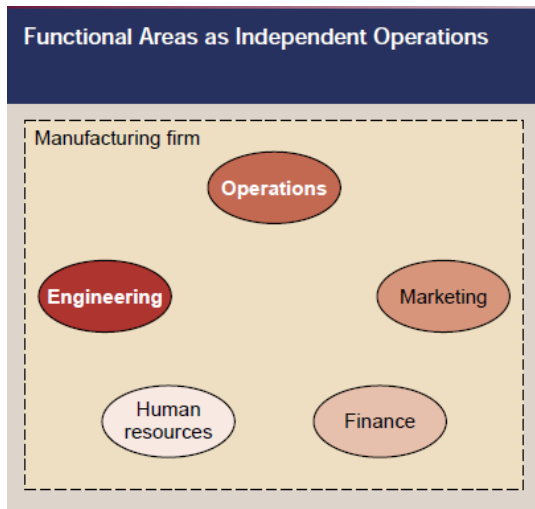 Functional Areas as Independent Operations
Manufacturing firm
Operations
Engineering
Marketing
Human
resources
Finance